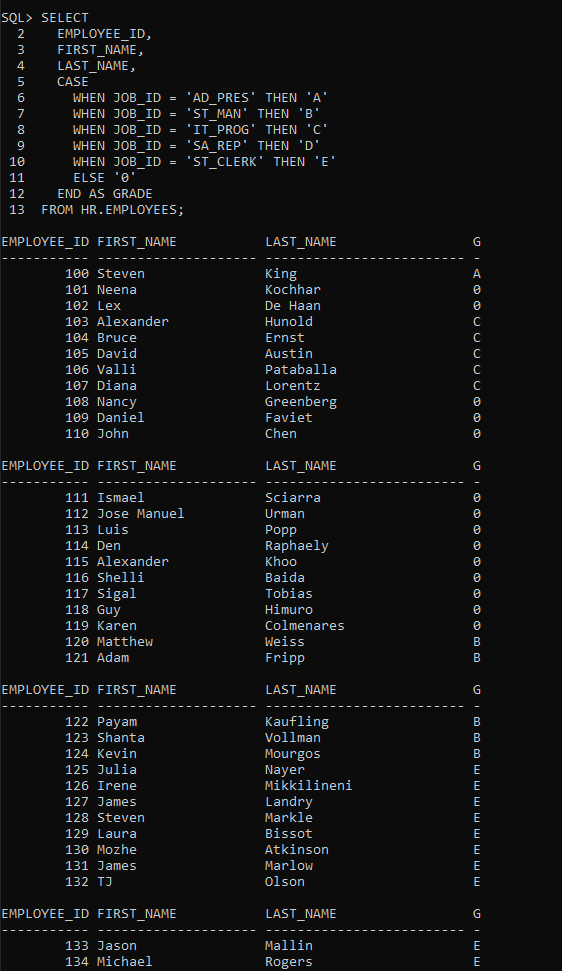 SQL> SELECT
  2    EMPLOYEE_ID,
  3    FIRST_NAME,
  4    LAST_NAME,
  5    CASE
  6      WHEN JOB_ID = 'AD_PRES' THEN 'A'
  7      WHEN JOB_ID = 'ST_MAN' THEN 'B'
  8      WHEN JOB_ID = 'IT_PROG' THEN 'C'
  9      WHEN JOB_ID = 'SA_REP' THEN 'D'
 10      WHEN JOB_ID = 'ST_CLERK' THEN 'E'
 11      ELSE '0'
 12    END AS GRADE
 13  FROM HR.EMPLOYEES;

EMPLOYEE_ID FIRST_NAME           LAST_NAME                 G
----------- -------------------- ------------------------- -
        100 Steven               King                      A
        101 Neena                Kochhar                   0
        102 Lex                  De Haan                   0
        103 Alexander            Hunold                    C
        104 Bruce                Ernst                     C
        105 David                Austin                    C
        106 Valli                Pataballa                 C
        107 Diana                Lorentz                   C
        108 Nancy                Greenberg                 0
        109 Daniel               Faviet                    0
        110 John                 Chen                      0

EMPLOYEE_ID FIRST_NAME           LAST_NAME                 G
----------- -------------------- ------------------------- -
        111 Ismael               Sciarra                   0
        112 Jose Manuel          Urman                     0
        113 Luis                 Popp                      0
        114 Den                  Raphaely                  0
        115 Alexander            Khoo                      0
        116 Shelli               Baida                     0
        117 Sigal                Tobias                    0
        118 Guy                  Himuro                    0
        119 Karen                Colmenares                0
        120 Matthew              Weiss                     B
        121 Adam                 Fripp                     B

EMPLOYEE_ID FIRST_NAME           LAST_NAME                 G
----------- -------------------- ------------------------- -
        122 Payam                Kaufling                  B
        123 Shanta               Vollman                   B
        124 Kevin                Mourgos                   B
        125 Julia                Nayer                     E
        126 Irene                Mikkilineni               E
        127 James                Landry                    E
        128 Steven               Markle                    E
        129 Laura                Bissot                    E
        130 Mozhe                Atkinson                  E
        131 James                Marlow                    E
        132 TJ                   Olson                     E

EMPLOYEE_ID FIRST_NAME           LAST_NAME                 G
----------- -------------------- ------------------------- -
        133 Jason                Mallin                    E
        134 Michael              Rogers                    E